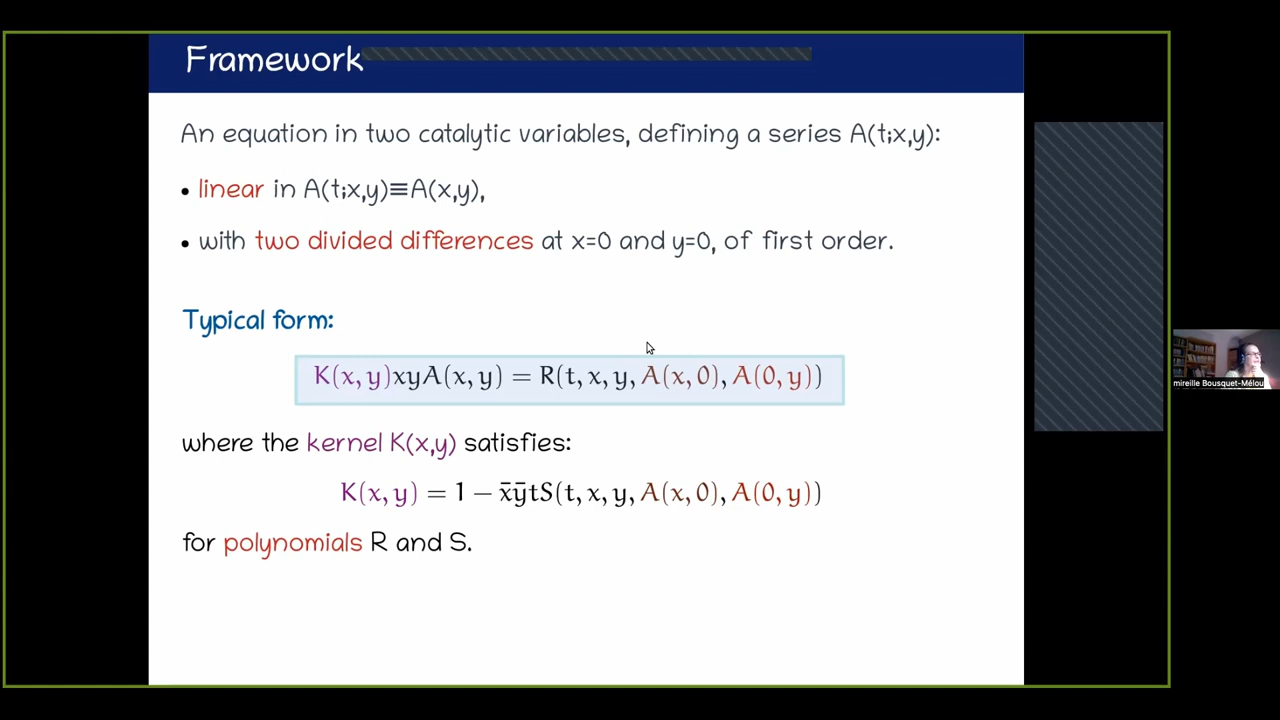 Framework
An equation in two catalytic variables, defining a series A(t;x,y):
• linear in A(t;x,y)≡A(x,y),
• with two divided differences at x=0 and y=0, of first order.
Typical form:
K(x, y)xyA(x, y) = R(t, x, y, A(x, 0), A(0, y))
where the kernel K(x,y) satisfies:
K(x, y) = 1 − x̄ȳtS(t, x, y, A(x, 0), A(0, y))
for polynomials R and S.
mireille Bousquet-Mélou